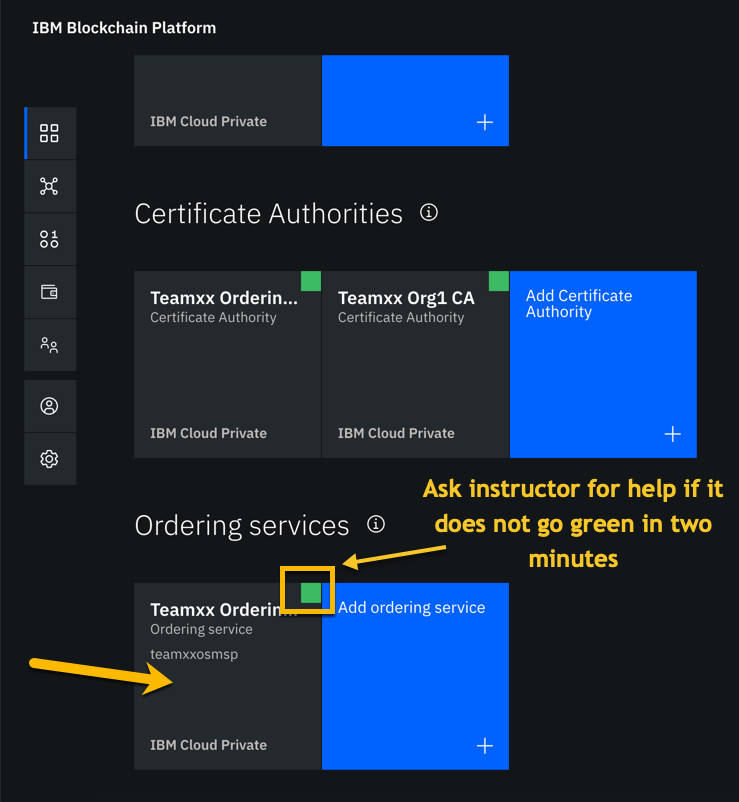 IBM Blockchain Platform
IBM Cloud Private
Certificate Authorities
Teamxx Orderin...
Certificate Authority
IBM Cloud Private
Teamxx Org1 CA
Certificate Authority
IBM Cloud Private
Add Certificate
Authority
Ask instructor for help if it
does not go green in two
minutes
Ordering services
Teamxx Orderin...
Ordering service
teamxxosmsp
IBM Cloud Private
Add ordering service